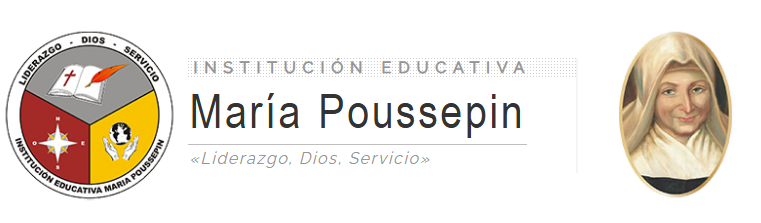 LIDERAZGO - DIOS - SERVICIO
N
O E
S
INSTITUCIÓN EDUCATIVA MARIA POUSSEPIN
INSTITUCIÓN EDUCATIVA
María Poussepin
«Liderazgo, Dios, Servicio»